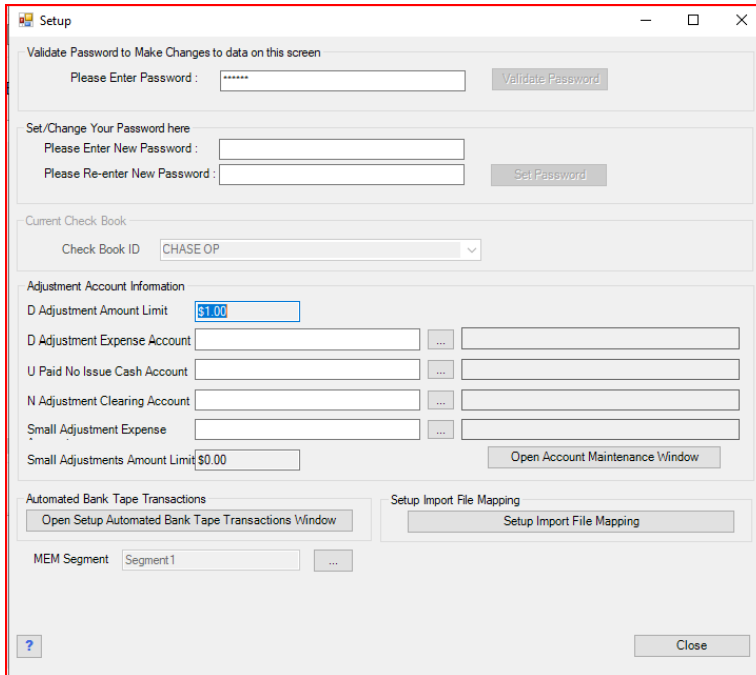 Setup
Validate Password to Make Changes to data on this screen
Please Enter Password : ****** Validate Password
Set/Change Your Password here
Please Enter New Password :
Please Re-enter New Password : Set Password
Current Check Book
Check Book ID CHASE OP
Adjustment Account Information
D Adjustment Amount Limit $1.00
D Adjustment Expense Account ...
U Paid No Issue Cash Account ...
N Adjustment Clearing Account ...
Small Adjustment Expense ...
Small Adjustments Amount Limit $0.00 Open Account Maintenance Window
Automated Bank Tape Transactions Setup Import File Mapping
Open Setup Automated Bank Tape Transactions Window Setup Import File Mapping
MEM Segment Segment1 ...
? Close